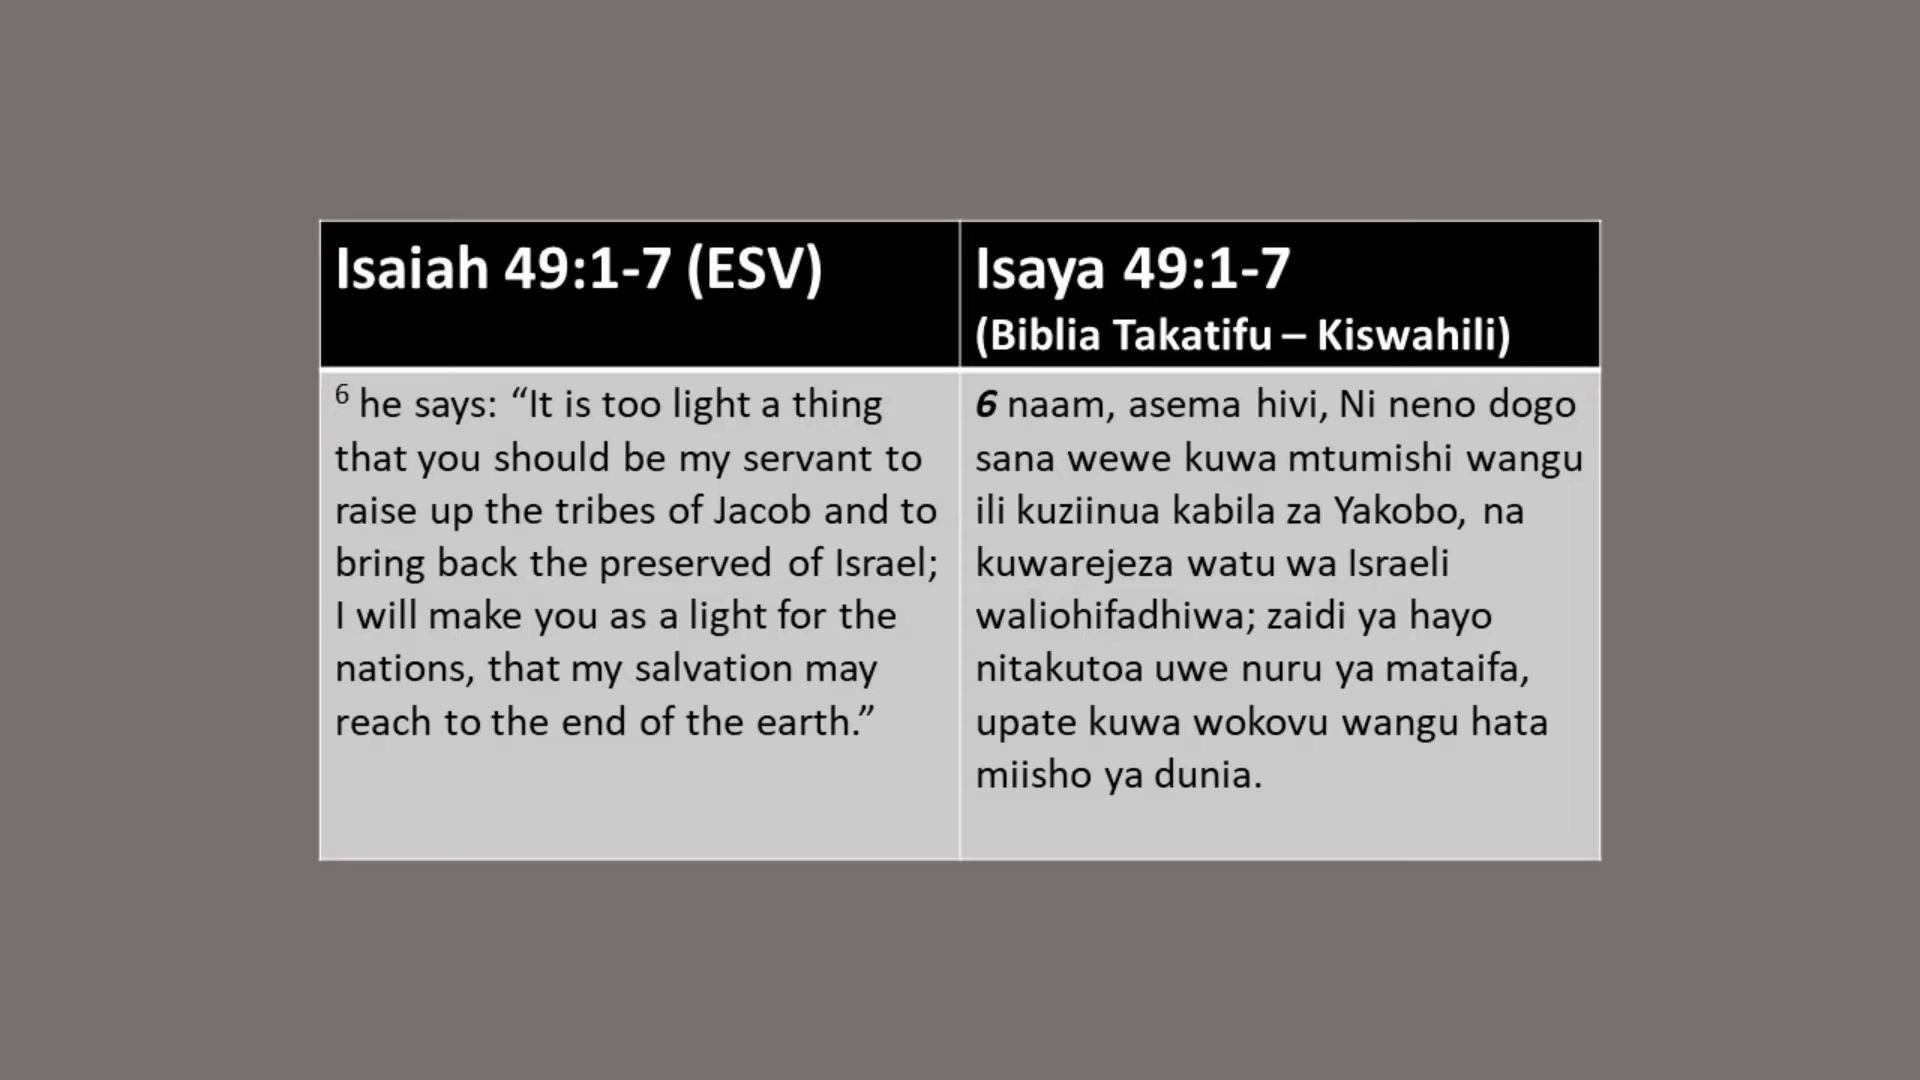 Isaiah 49:1-7 (ESV)
6 he says: “It is too light a thing
that you should be my servant to
raise up the tribes of Jacob and to
bring back the preserved of Israel;
I will make you as a light for the
nations, that my salvation may
reach to the end of the earth.”
Isaya 49:1-7
(Biblia Takatifu – Kiswahili)
6 naam, asema hivi, Ni neno dogo
sana wewe kuwa mtumishi wangu
ili kuziinua kabila za Yakobo, na
kuwarejeza watu wa Israeli
waliohifadhiwa; zaidi ya hayo
nitakutoa uwe nuru ya mataifa,
upate kuwa wokovu wangu hata
miisho ya dunia.